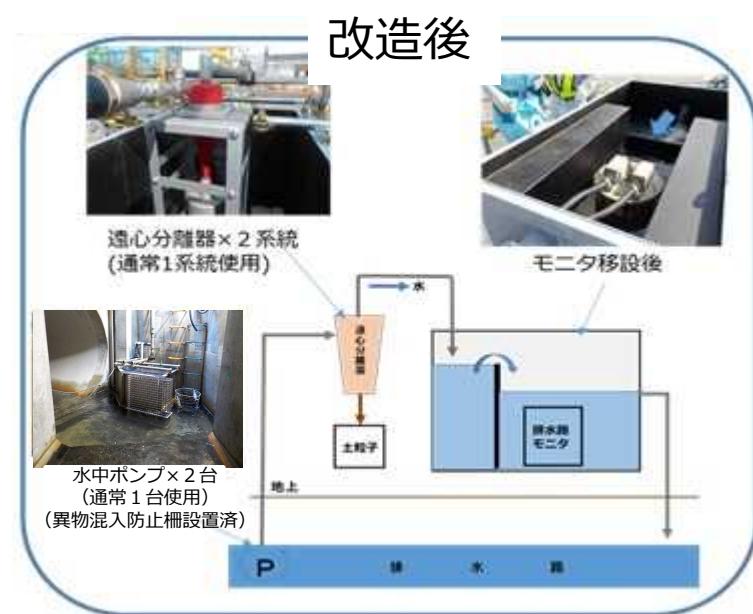 改造後
遠心分離器×２系統
(通常1系統使用)
モニタ移設後
水
遠心分離器
土粒子
排水路
モニタ
水中ポンプ×２台
（通常１台使用）
（異物混入防止柵設置済）
地上
P 排 水 路